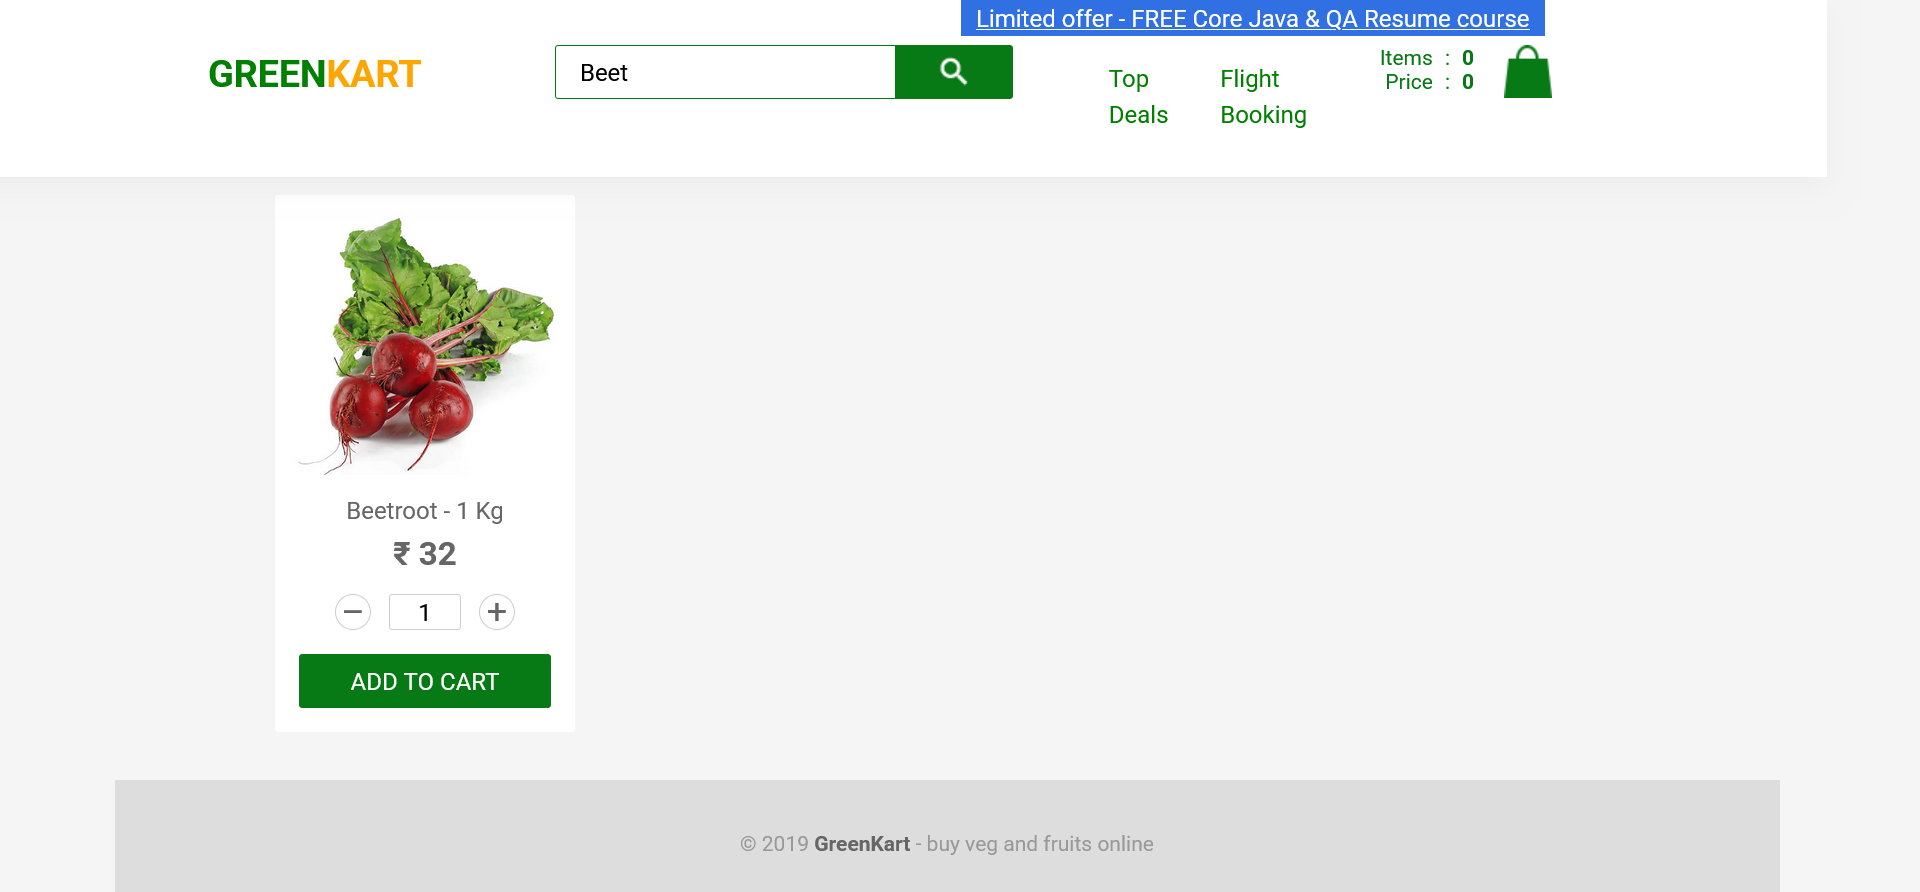 Limited offer - FREE Core Java & QA Resume course
GREENKART
Beet
Top
Deals
Flight
Booking
Items : 0
Price : 0
Beetroot - 1 Kg
₹ 32
− 1 +
ADD TO CART
© 2019 GreenKart - buy veg and fruits online